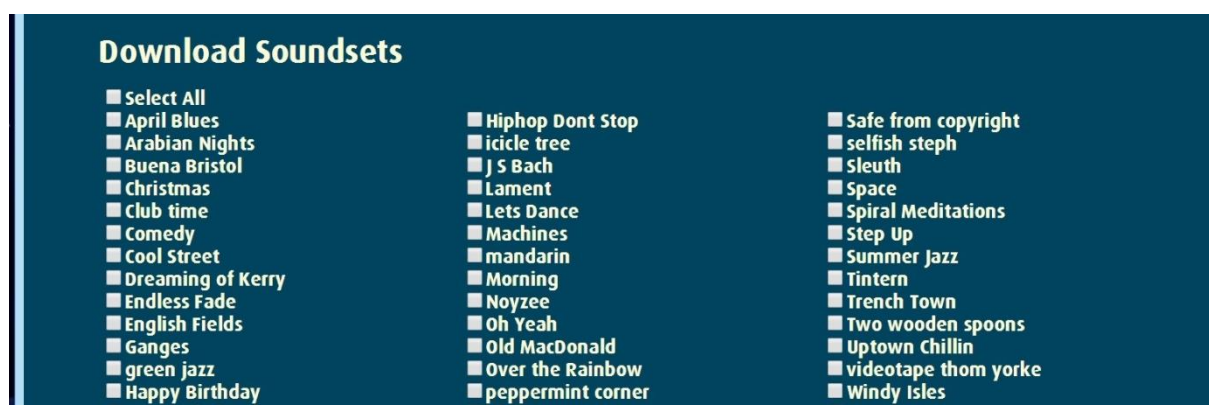 Download Soundsets
Select All
April Blues
Arabian Nights
Buena Bristol
Christmas
Club time
Comedy
Cool Street
Dreaming of Kerry
Endless Fade
English Fields
Ganges
green jazz
Happy Birthday
Hiphop Dont Stop
icicle tree
J S Bach
Lament
Lets Dance
Machines
mandarin
Morning
Noyzee
Oh Yeah
Old MacDonald
Over the Rainbow
peppermint corner
Safe from copyright
selfish steph
Sleuth
Space
Spiral Meditations
Step Up
Summer Jazz
Tintern
Trench Town
Two wooden spoons
Uptown Chillin
videotape thom yorke
Windy Isles